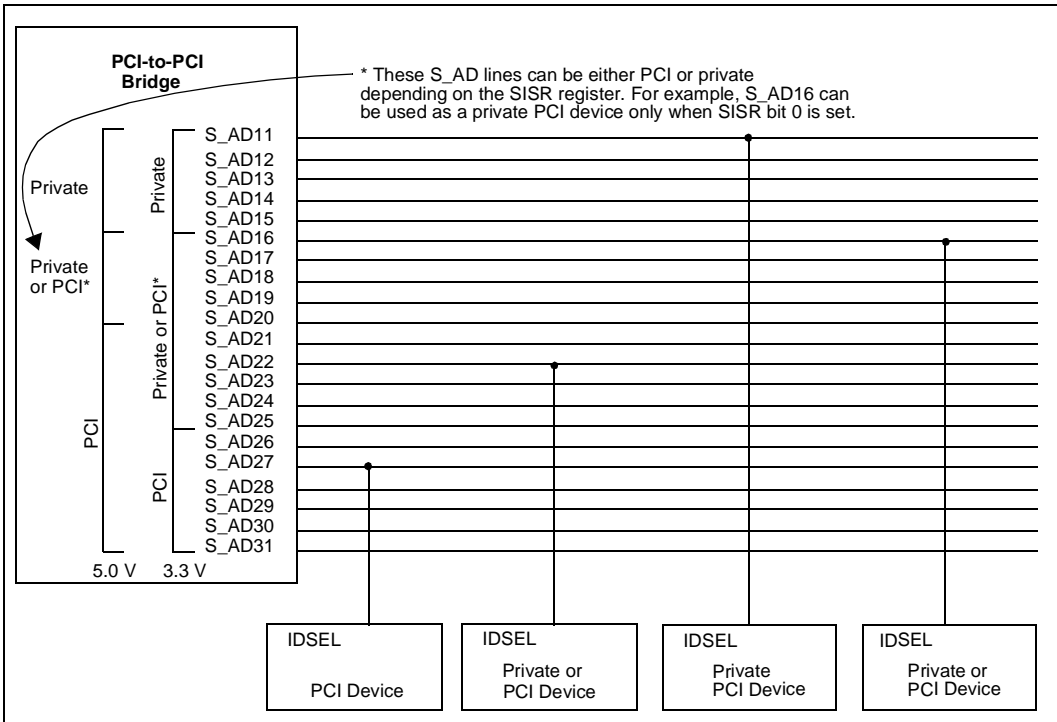 PCI-to-PCI
Bridge
* These S_AD lines can be either PCI or private
depending on the SISR register. For example, S_AD16 can
be used as a private PCI device only when SISR bit 0 is set.
Private
Private
or PCI*
PCI
5.0 V
Private
Private or PCI*
PCI
3.3 V
S_AD11
S_AD12
S_AD13
S_AD14
S_AD15
S_AD16
S_AD17
S_AD18
S_AD19
S_AD20
S_AD21
S_AD22
S_AD23
S_AD24
S_AD25
S_AD26
S_AD27
S_AD28
S_AD29
S_AD30
S_AD31
IDSEL
PCI Device
IDSEL
Private or
PCI Device
IDSEL
Private
PCI Device
IDSEL
Private or
PCI Device